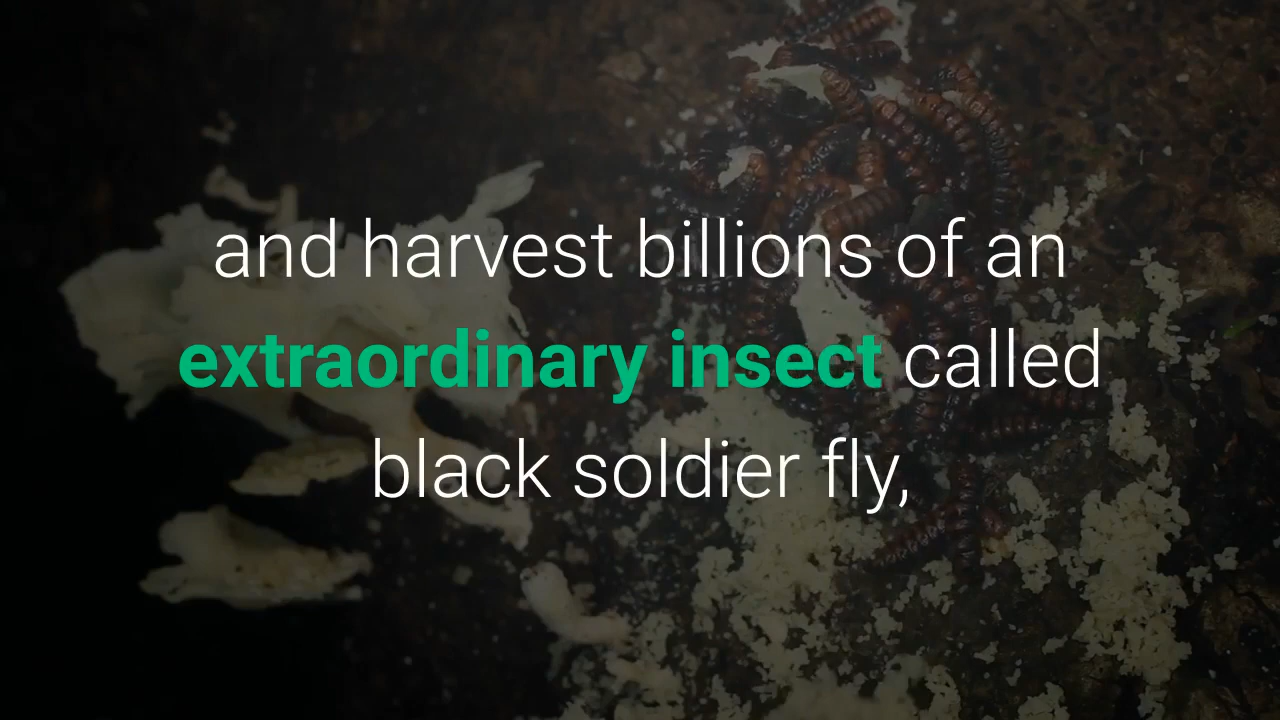 and harvest billions of an
extraordinary insect called
black soldier fly,